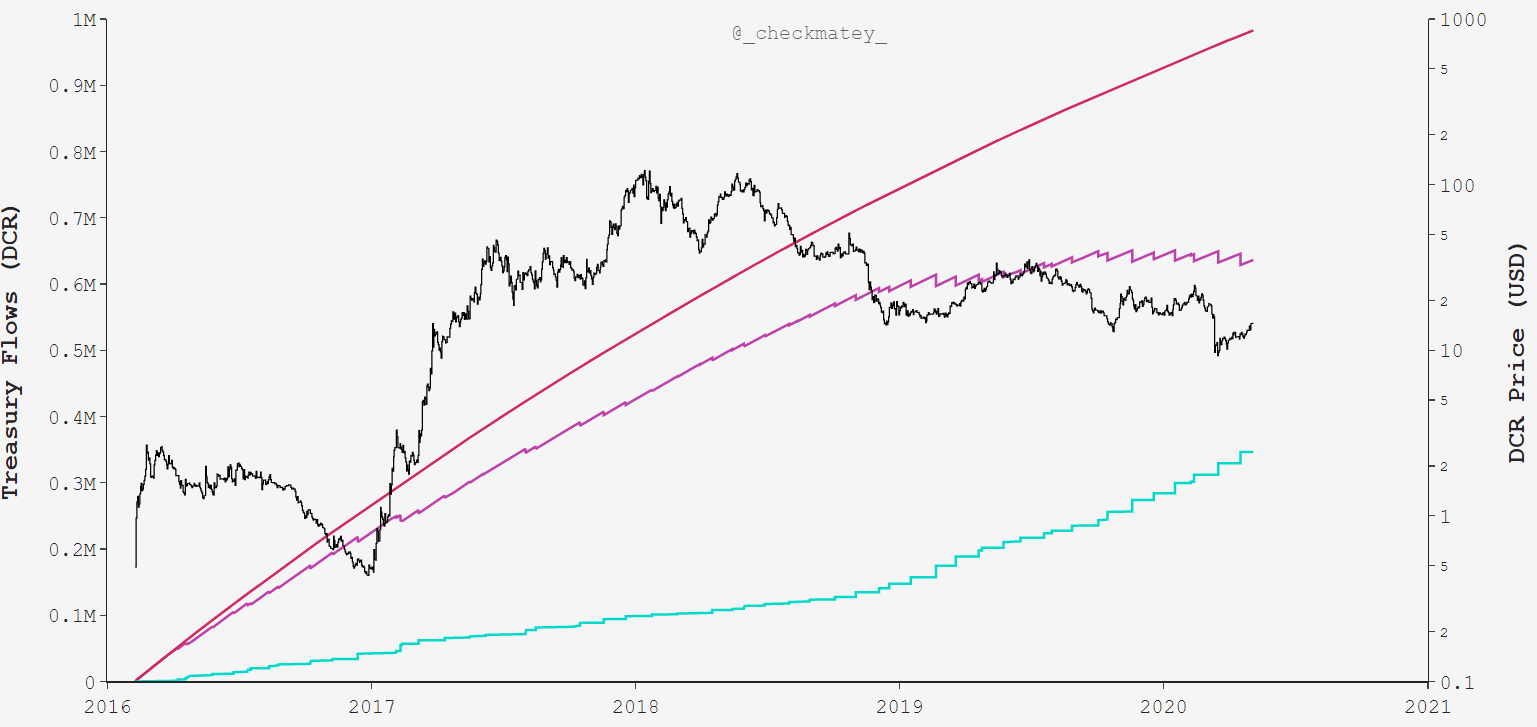 @_checkmatey_
Treasury Flows (DCR)
1M
0.9M
0.8M
0.7M
0.6M
0.5M
0.4M
0.3M
0.2M
0.1M
0
2016
2017
2018
2019
2020
2021
1000
5
2
100
5
2
10
5
2
1
5
2
0.1
DCR Price (USD)